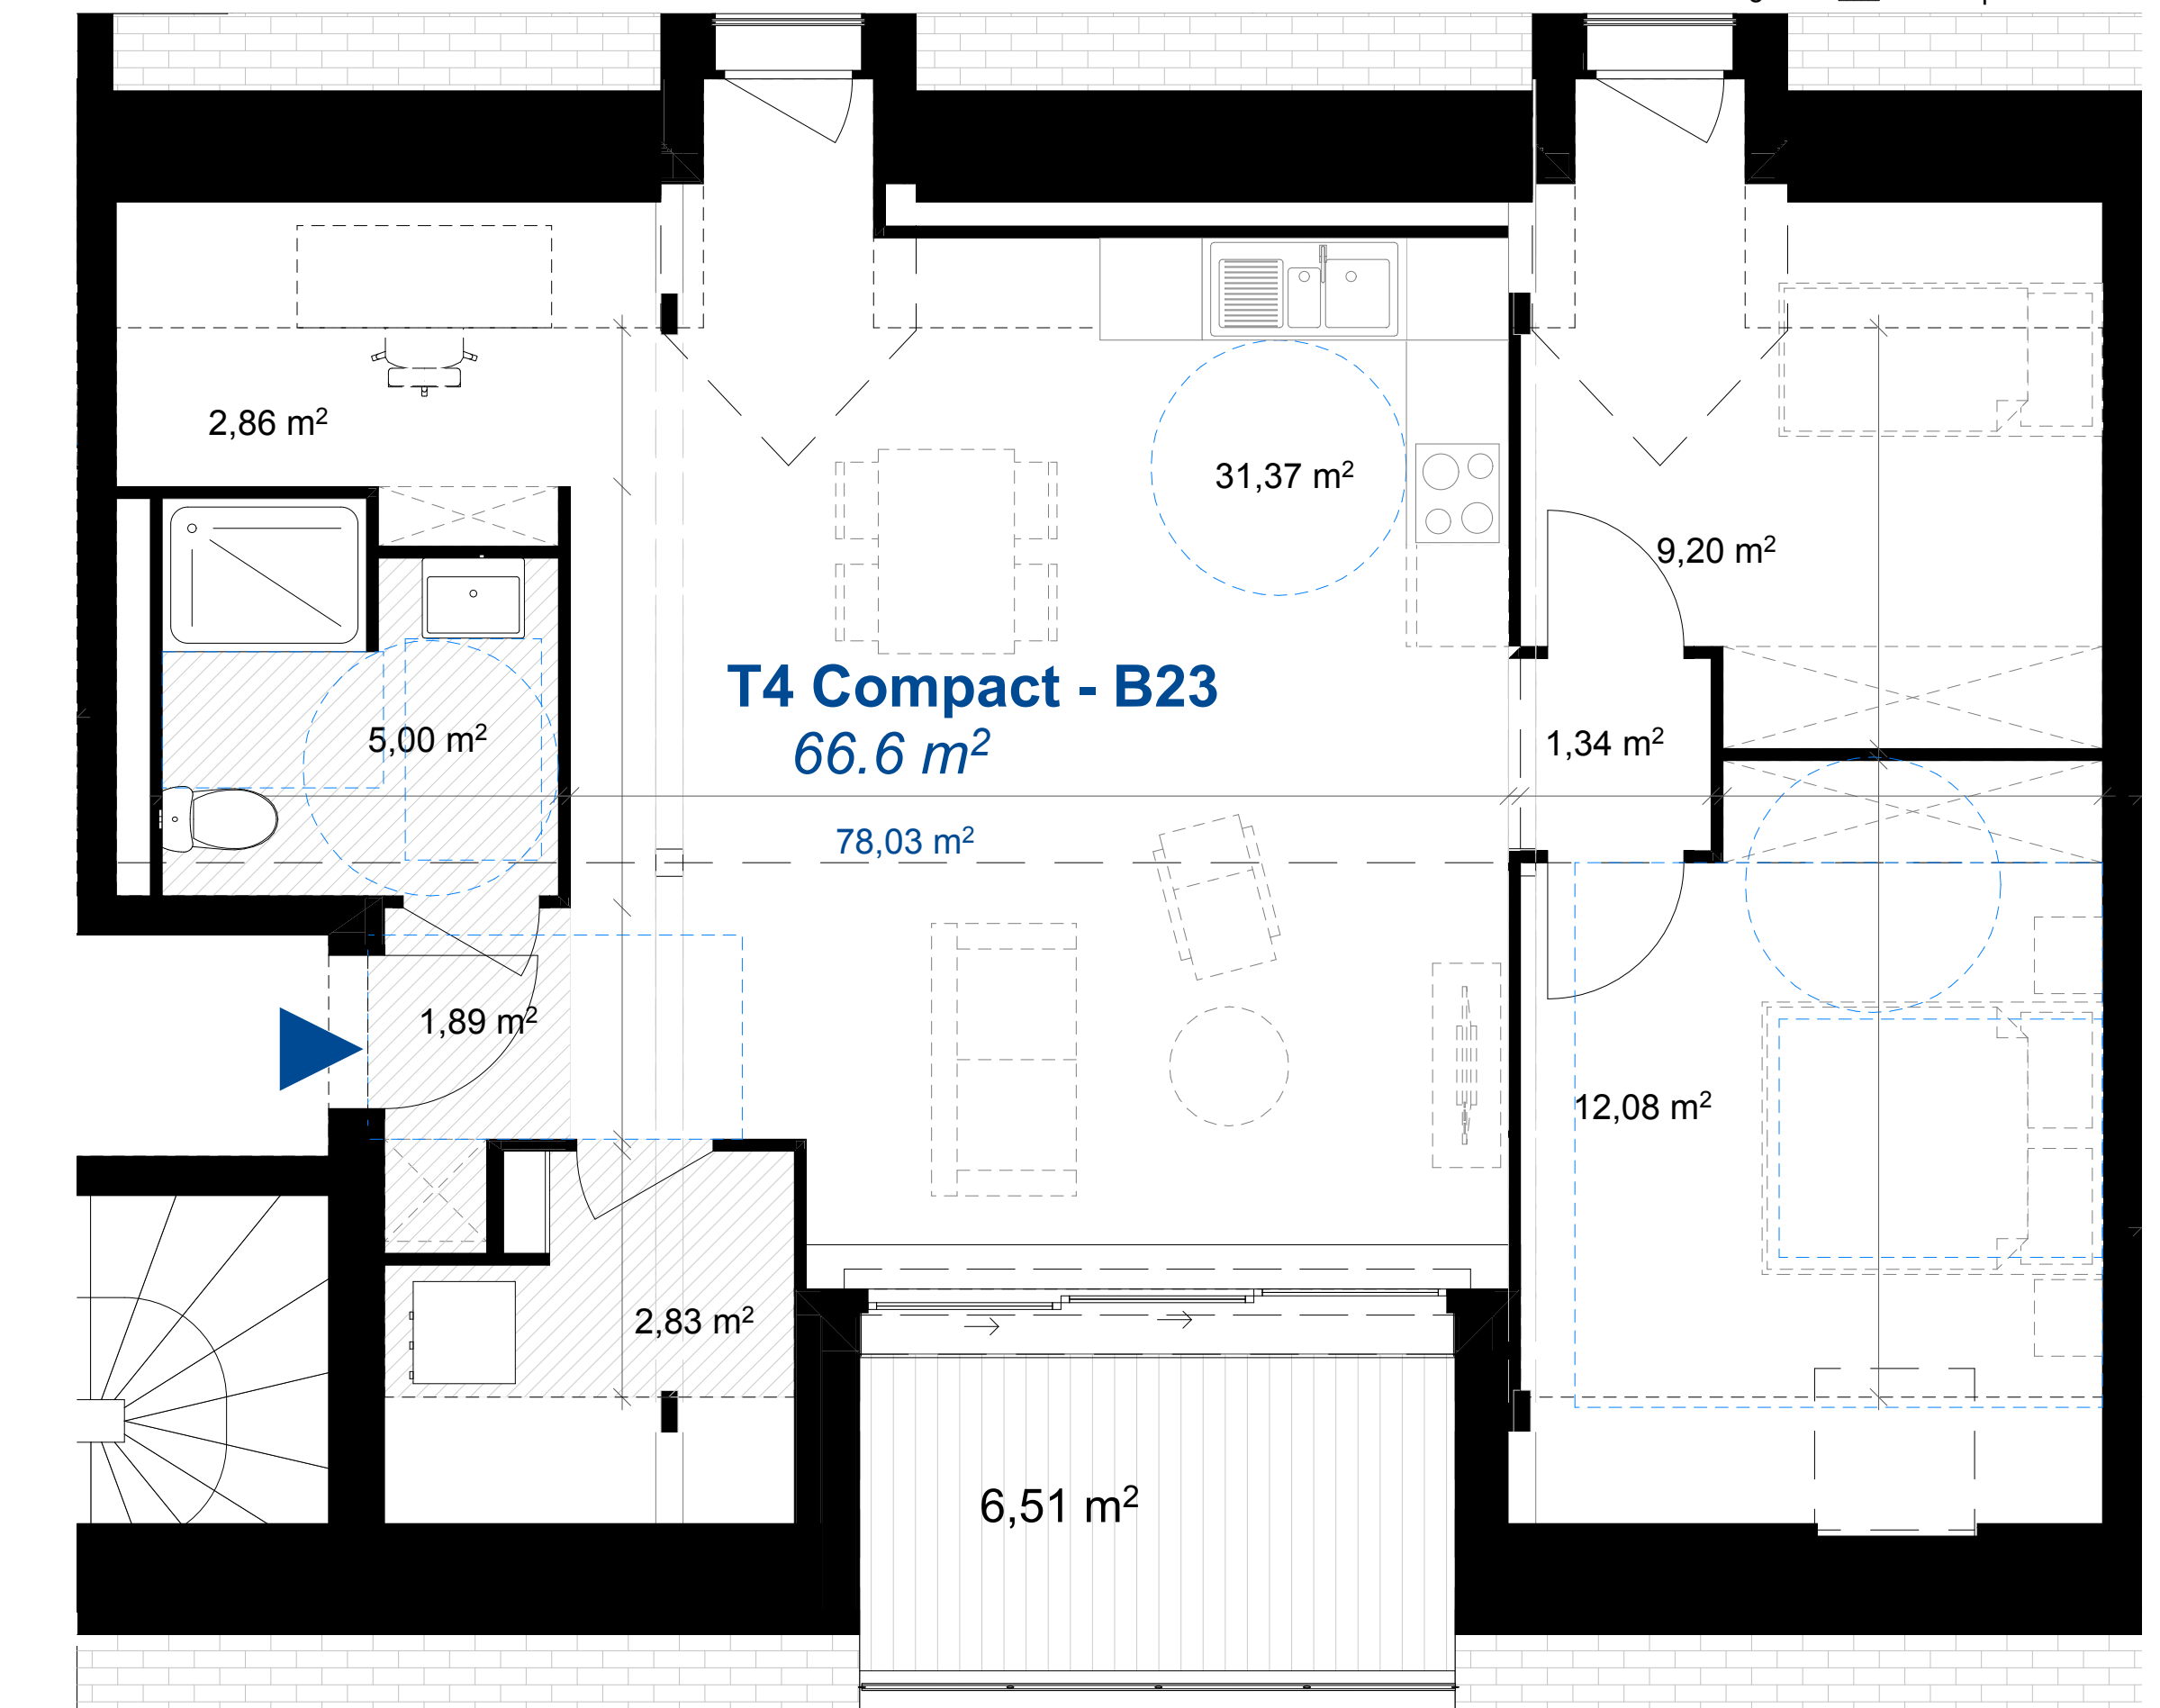 2,86 m²
31,37 m²
9,20 m²
T4 Compact - B23
66.6 m²
5,00 m²
1,34 m²
78,03 m²
1,89 m²
12,08 m²
2,83 m²
6,51 m²